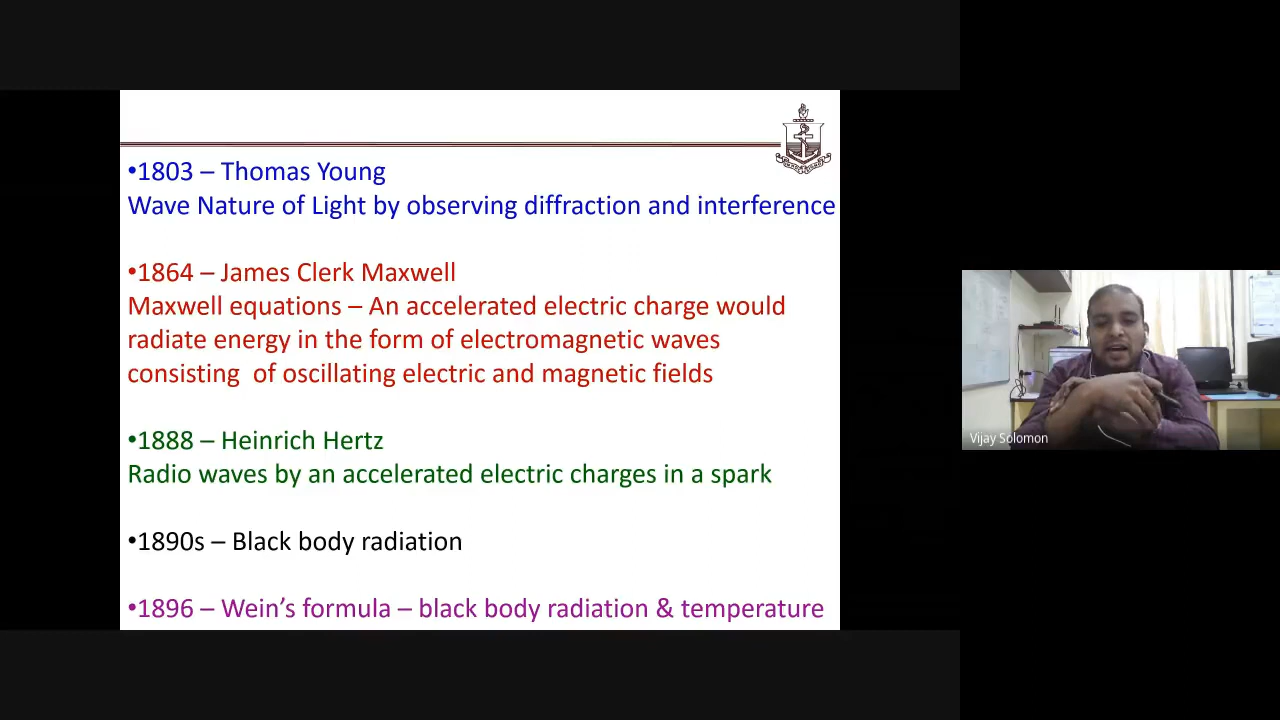 •1803 – Thomas Young
Wave Nature of Light by observing diffraction and interference
•1864 – James Clerk Maxwell
Maxwell equations – An accelerated electric charge would
radiate energy in the form of electromagnetic waves
consisting of oscillating electric and magnetic fields
•1888 – Heinrich Hertz
Radio waves by an accelerated electric charges in a spark
•1890s – Black body radiation
•1896 – Wein’s formula – black body radiation & temperature
Vijay Solomon